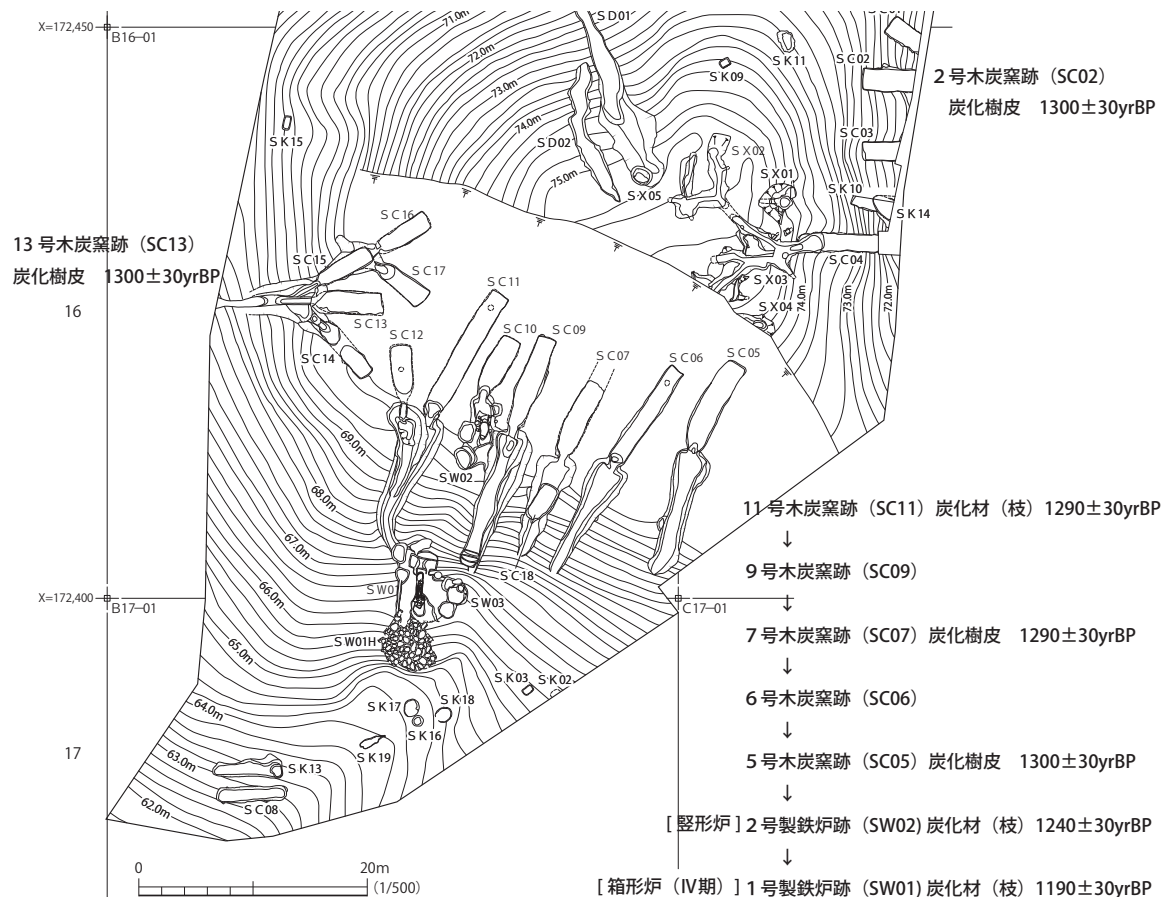 X=172,450
B16-01
71.0m
72.0m
73.0m
74.0m
75.0m
SD01
SD02
SK09
SK11
SC02
SC03
SK10
SK14
SC04
SK15
SX05
SX02
SX01
SX03
SX04
74.0m
73.0m
72.0m
2号木炭窯跡（SC02）
炭化樹皮 1300±30yrBP
13号木炭窯跡（SC13）
炭化樹皮 1300±30yrBP
16
SC16
SC15
SC17
SC13
SC14
SC12
SC11
SC10
SC09
SC07
SC06
SC05
69.0m
68.0m
67.0m
66.0m
65.0m
64.0m
63.0m
62.0m
SW02
SC18
SW03
SW01H
X=172,400
B17-01
C17-01
SK03
SK02
SK17
SK18
SK16
SK19
SK13
SC08
17
11号木炭窯跡（SC11）炭化材（枝）1290±30yrBP
↓
9号木炭窯跡（SC09）
↓
7号木炭窯跡（SC07）炭化樹皮 1290±30yrBP
↓
6号木炭窯跡（SC06）
↓
5号木炭窯跡（SC05）炭化樹皮 1300±30yrBP
↓
[竪形炉] 2号製鉄炉跡（SW02) 炭化材（枝）1240±30yrBP
↓
[箱形炉（Ⅳ期）] 1号製鉄炉跡（SW01) 炭化材（枝）1190±30yrBP
0
20m
(1/500)